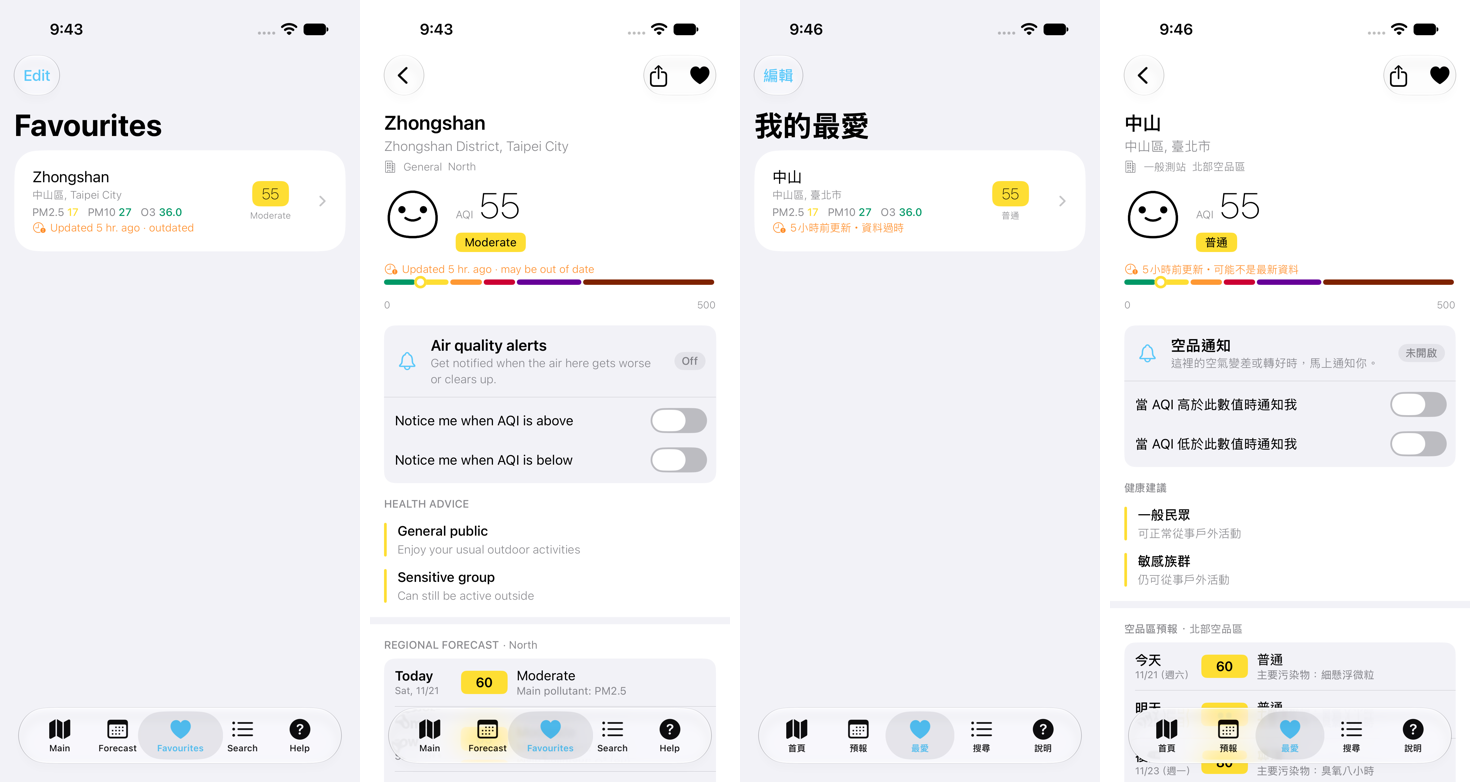 9:43
Edit
Favourites
Zhongshan
中山區, Taipei City
PM2.5 17 PM10 27 O3 36.0
Updated 5 hr. ago · outdated
55
Moderate
Main Forecast Favourites Search Help
9:43
Zhongshan
Zhongshan District, Taipei City
General North
AQI 55
Moderate
Updated 5 hr. ago · may be out of date
0 500
Air quality alerts
Get notified when the air here gets worse
or clears up.
Off
Notice me when AQI is above
Notice me when AQI is below
HEALTH ADVICE
General public
Enjoy your usual outdoor activities
Sensitive group
Can still be active outside
REGIONAL FORECAST · North
Today
Sat, 11/21
60
Moderate
Main pollutant: PM2.5
Main Forecast Favourites Search Help
9:46
編輯
我的最愛
中山
中山區, 臺北市
PM2.5 17 PM10 27 O3 36.0
5小時前更新・資料過時
55
普通
首頁 預報 最愛 搜尋 說明
9:46
中山
中山區, 臺北市
一般測站 北部空品區
AQI 55
普通
5小時前更新・可能不是最新資料
0 500
空品通知
這裡的空氣變差或轉好時，馬上通知你。
未開啟
當 AQI 高於此數值時通知我
當 AQI 低於此數值時通知我
健康建議
一般民眾
可正常從事戶外活動
敏感族群
仍可從事戶外活動
空品區預報 · 北部空品區
今天
11/21 (週六)
60
普通
主要污染物：細懸浮微粒
明天
普通
首頁 預報 最愛 搜尋 說明
11/23 (週一)
60
主要污染物：臭氧八小時